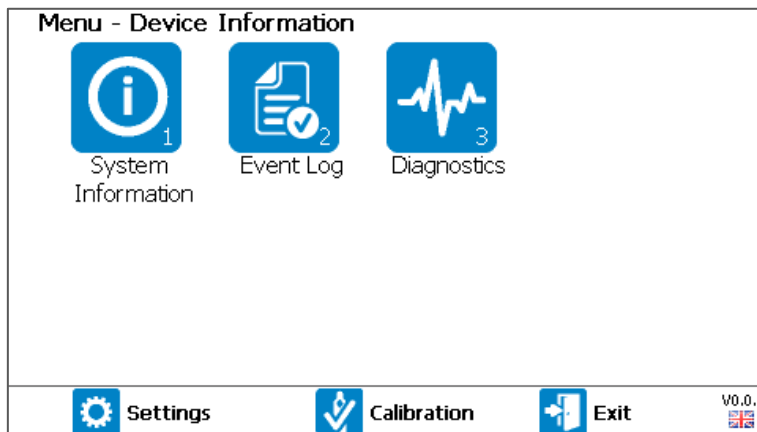 Menu - Device Information
1
2
3
System
Information
Event Log
Diagnostics
Settings
Calibration
Exit
V0.0.